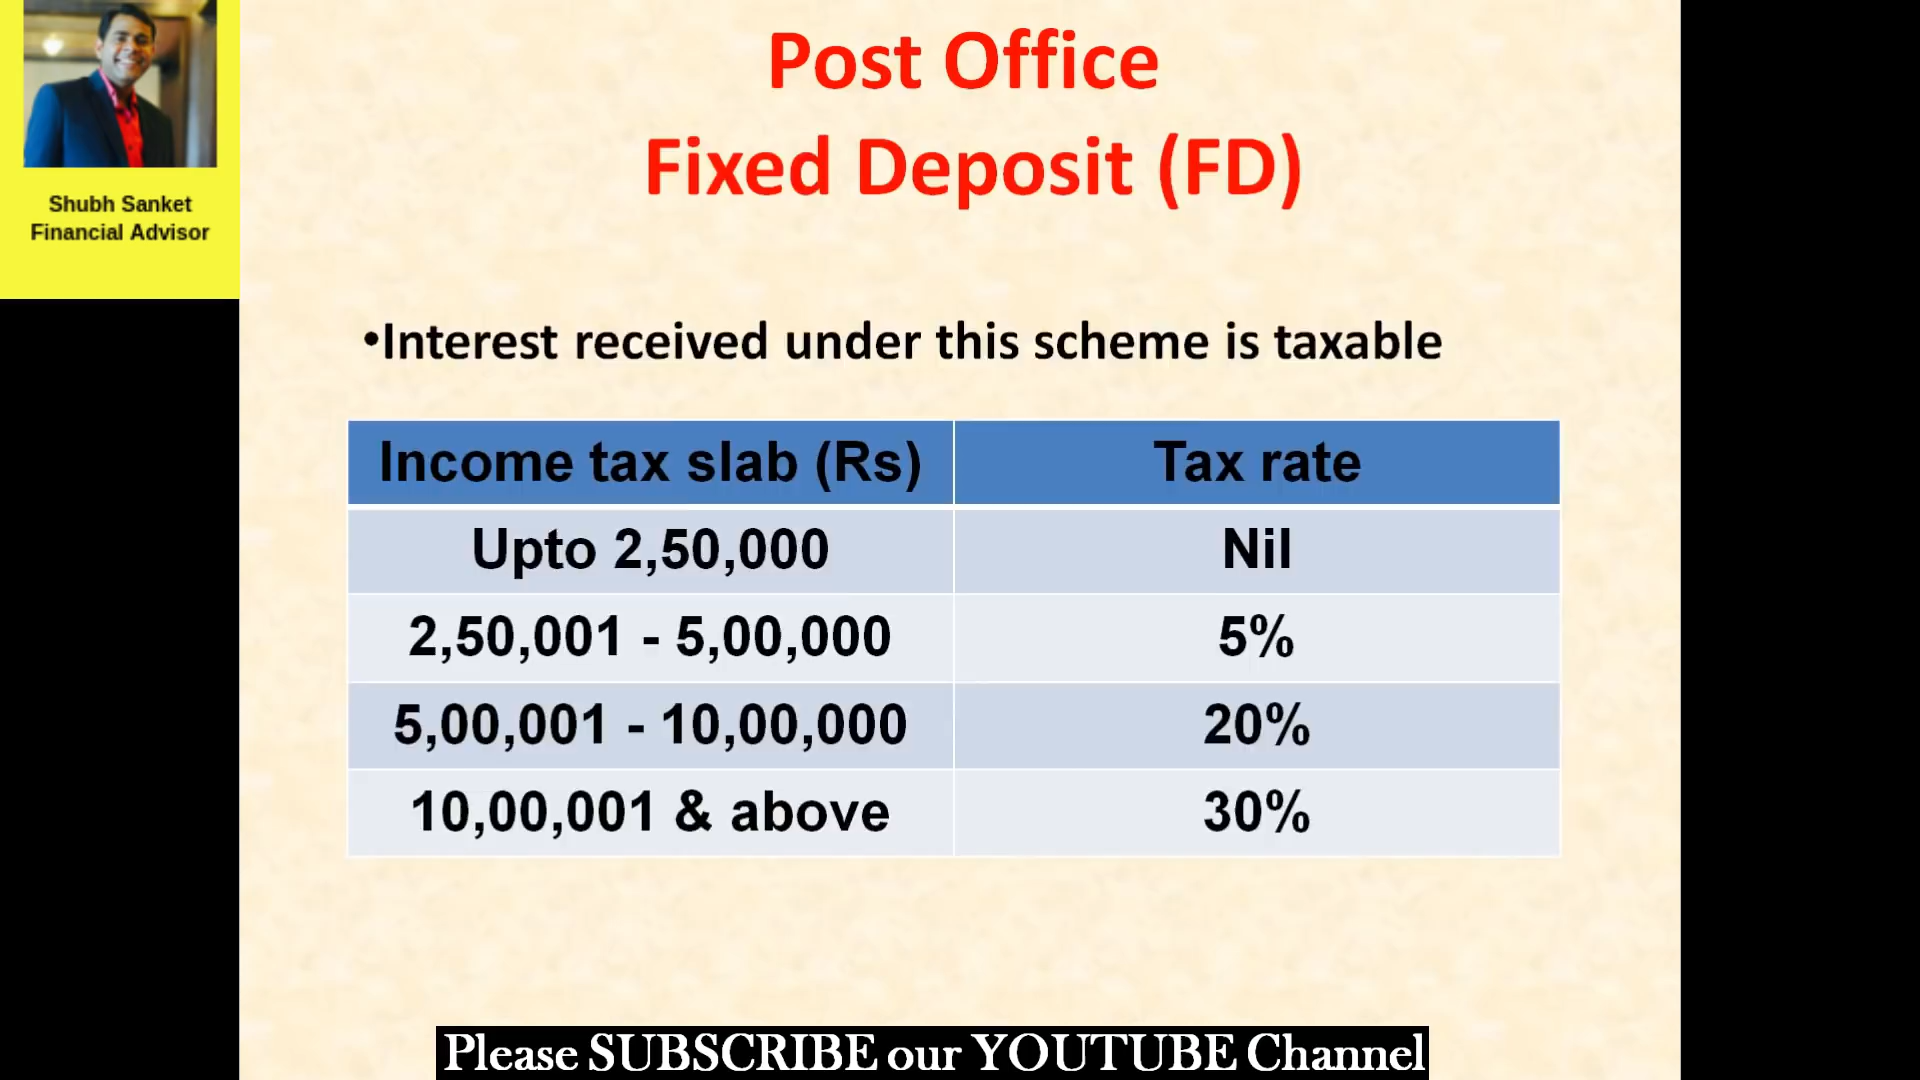 Shubh Sanket
Financial Advisor
Post Office
Fixed Deposit (FD)
•Interest received under this scheme is taxable
Income tax slab (Rs) Tax rate
Upto 2,50,000 Nil
2,50,001 - 5,00,000 5%
5,00,001 - 10,00,000 20%
10,00,001 & above 30%
Please SUBSCRIBE our YOUTUBE Channel